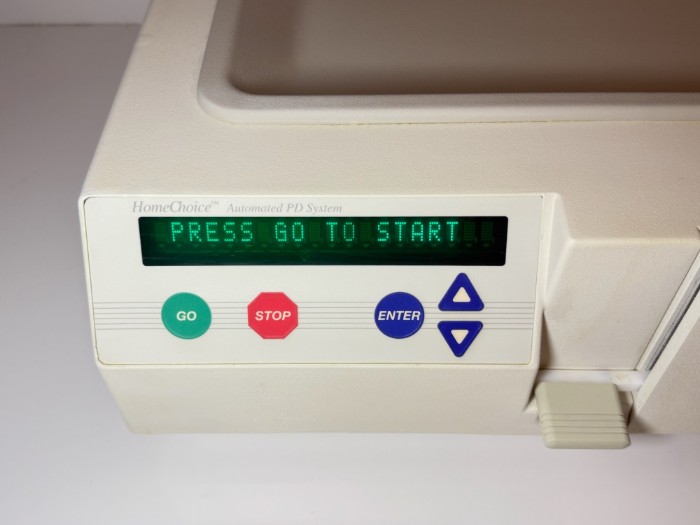 HomeChoice™ Automated PD System
PRESS GO TO START
GO STOP ENTER